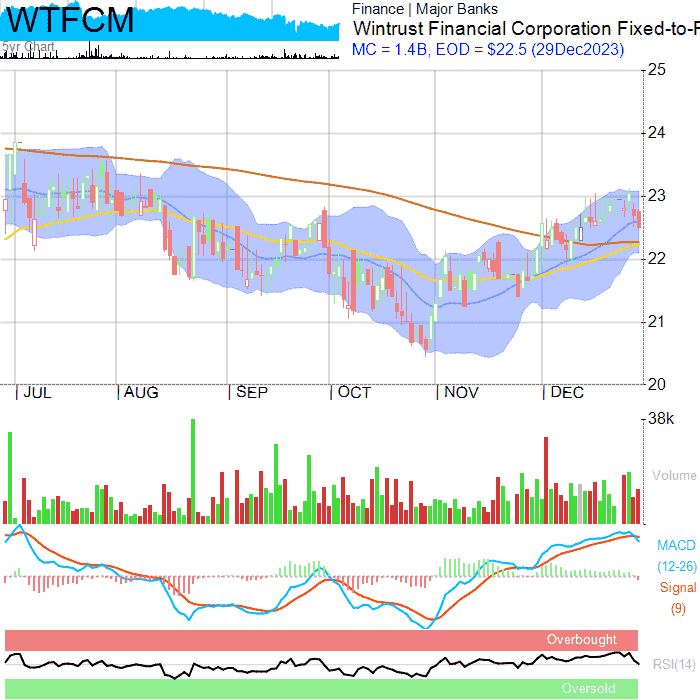 WTFCM
5yr Chart
Finance | Major Banks
Wintrust Financial Corporation Fixed-to-F
MC = 1.4B, EOD = $22.5 (29Dec2023)
25
24
23
22
21
20
|JUL |AUG |SEP |OCT |NOV |DEC
38k
Volume
MACD
(12-26)
Signal
(9)
Overbought
RSI(14)
Oversold